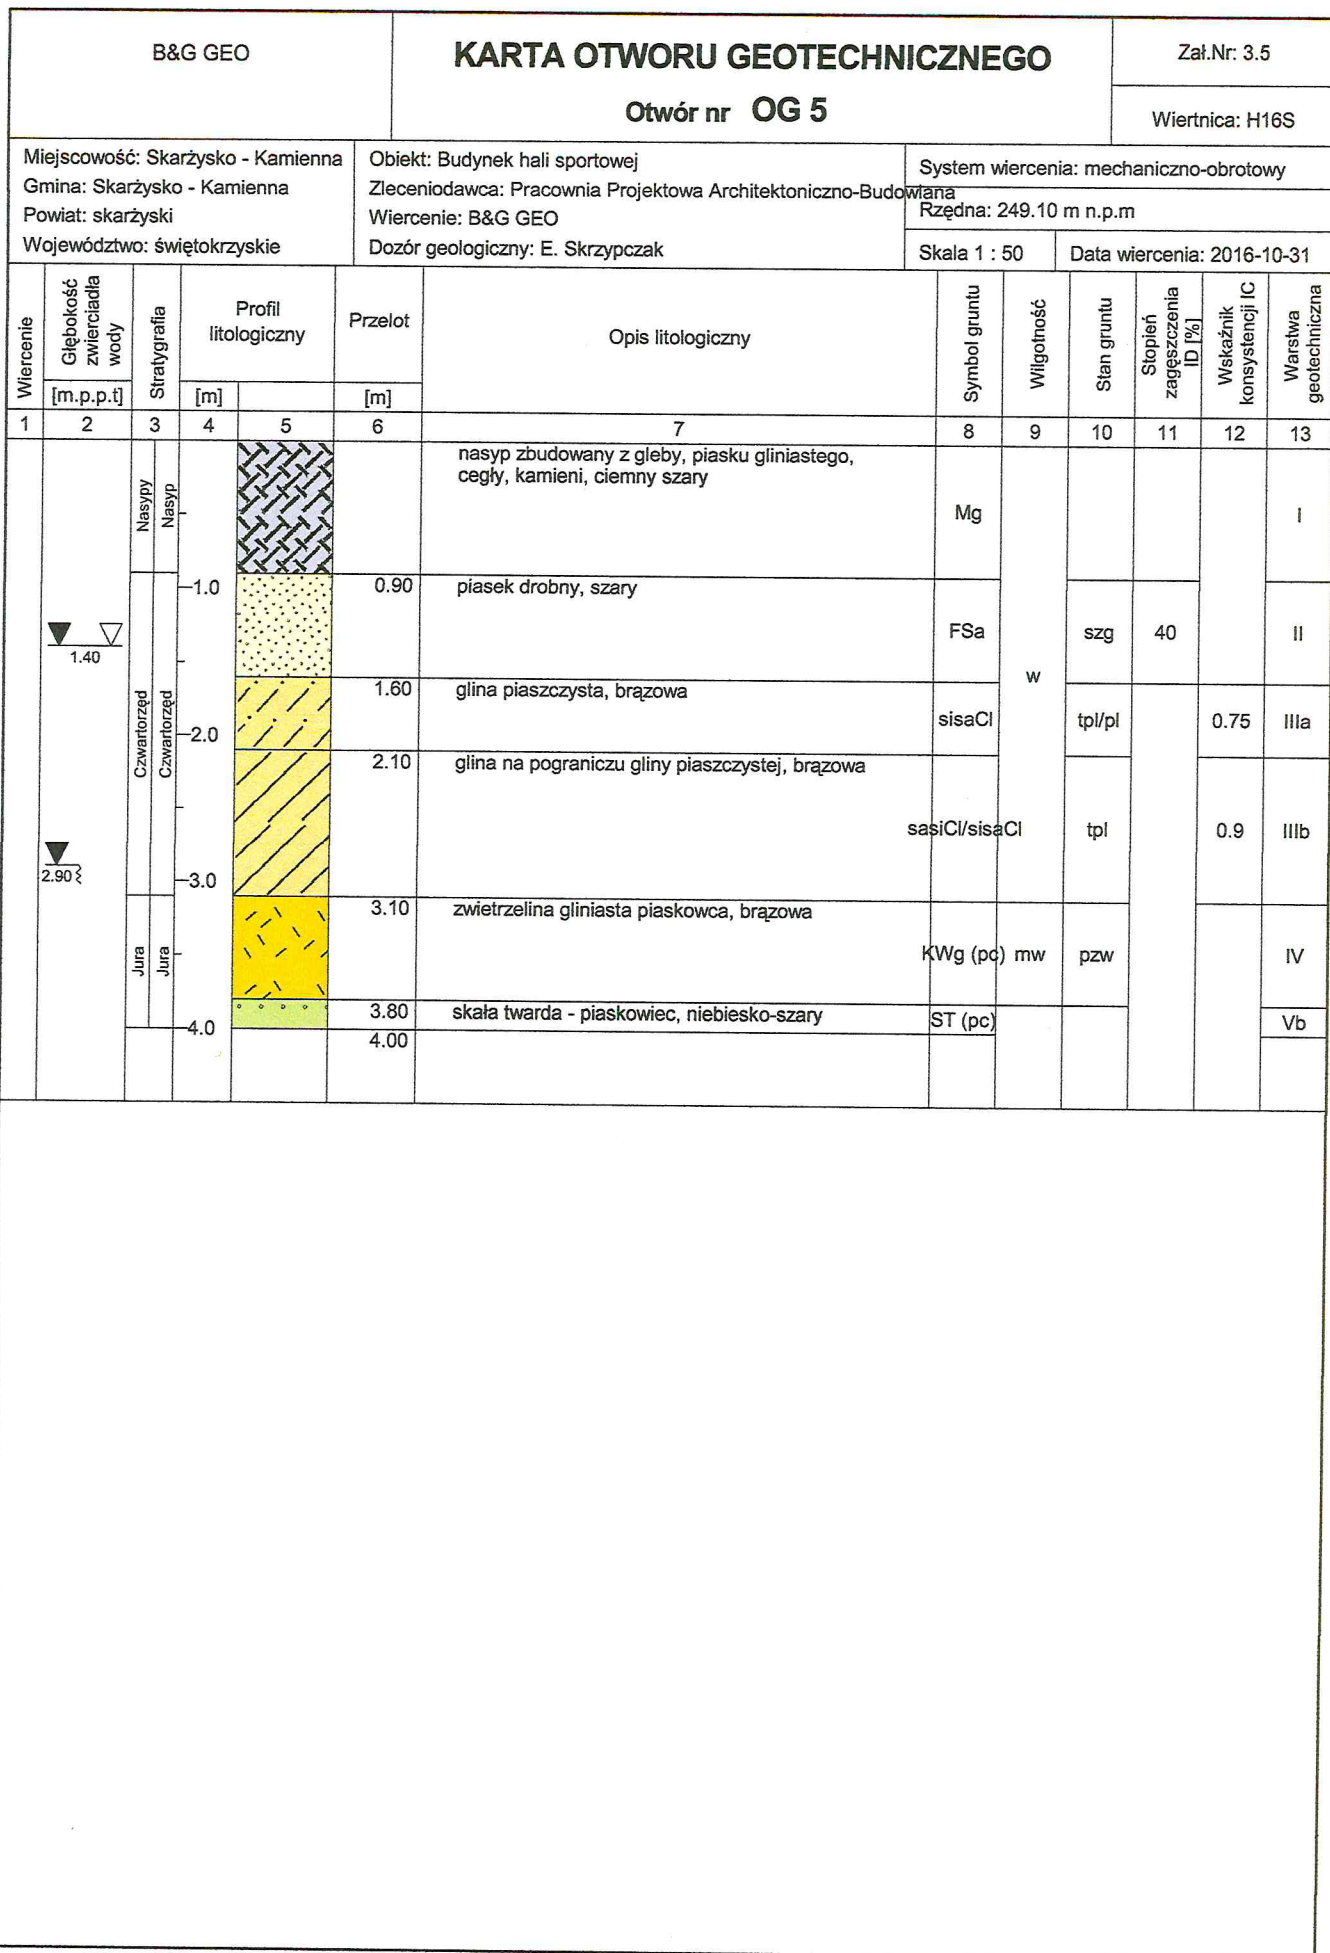 B&G GEO
KARTA OTWORU GEOTECHNICZNEGO
Otwór nr OG 5
Zał.Nr: 3.5
Wiertnica: H16S
Miejscowość: Skarżysko - Kamienna
Gmina: Skarżysko - Kamienna
Powiat: skarżyski
Województwo: świętokrzyskie
Obiekt: Budynek hali sportowej
Zleceniodawca: Pracownia Projektowa Architektoniczno-Budowlana
Wiercenie: B&G GEO
Dozór geologiczny: E. Skrzypczak
System wiercenia: mechaniczno-obrotowy
Rzędna: 249.10 m n.p.m
Skala 1 : 50
Data wiercenia: 2016-10-31
Wiercenie
Głębokość
zwierciadła
wody
[m.p.p.t]
Stratygrafia
Profil
litologiczny
[m]
Przelot
[m]
Opis litologiczny
Symbol gruntu
Wilgotność
Stan gruntu
Stopień
zagęszczenia
ID [%]
Wskaźnik
konsystencji IC
Warstwa
geotechniczna
1 2 3 4 5 6 7 8 9 10 11 12 13
Nasypy
Nasyp
nasyp zbudowany z gleby, piasku gliniastego,
cegły, kamieni, ciemny szary
Mg
I
1.0
0.90
piasek drobny, szary
FSa
szg
40
II
1.40
w
Czwartorzęd
Czwartorzęd
1.60
glina piaszczysta, brązowa
sisaCl
tpl/pl
0.75
IIIa
2.0
2.10
glina na pograniczu gliny piaszczystej, brązowa
sasiCl/sisaCl
tpl
0.9
IIIb
2.90
3.0
3.10
zwietrzelina gliniasta piaskowca, brązowa
Jura
Jura
KWg (pc)
mw
pzw
IV
3.80
skała twarda - piaskowiec, niebiesko-szary
ST (pc)
Vb
4.0
4.00